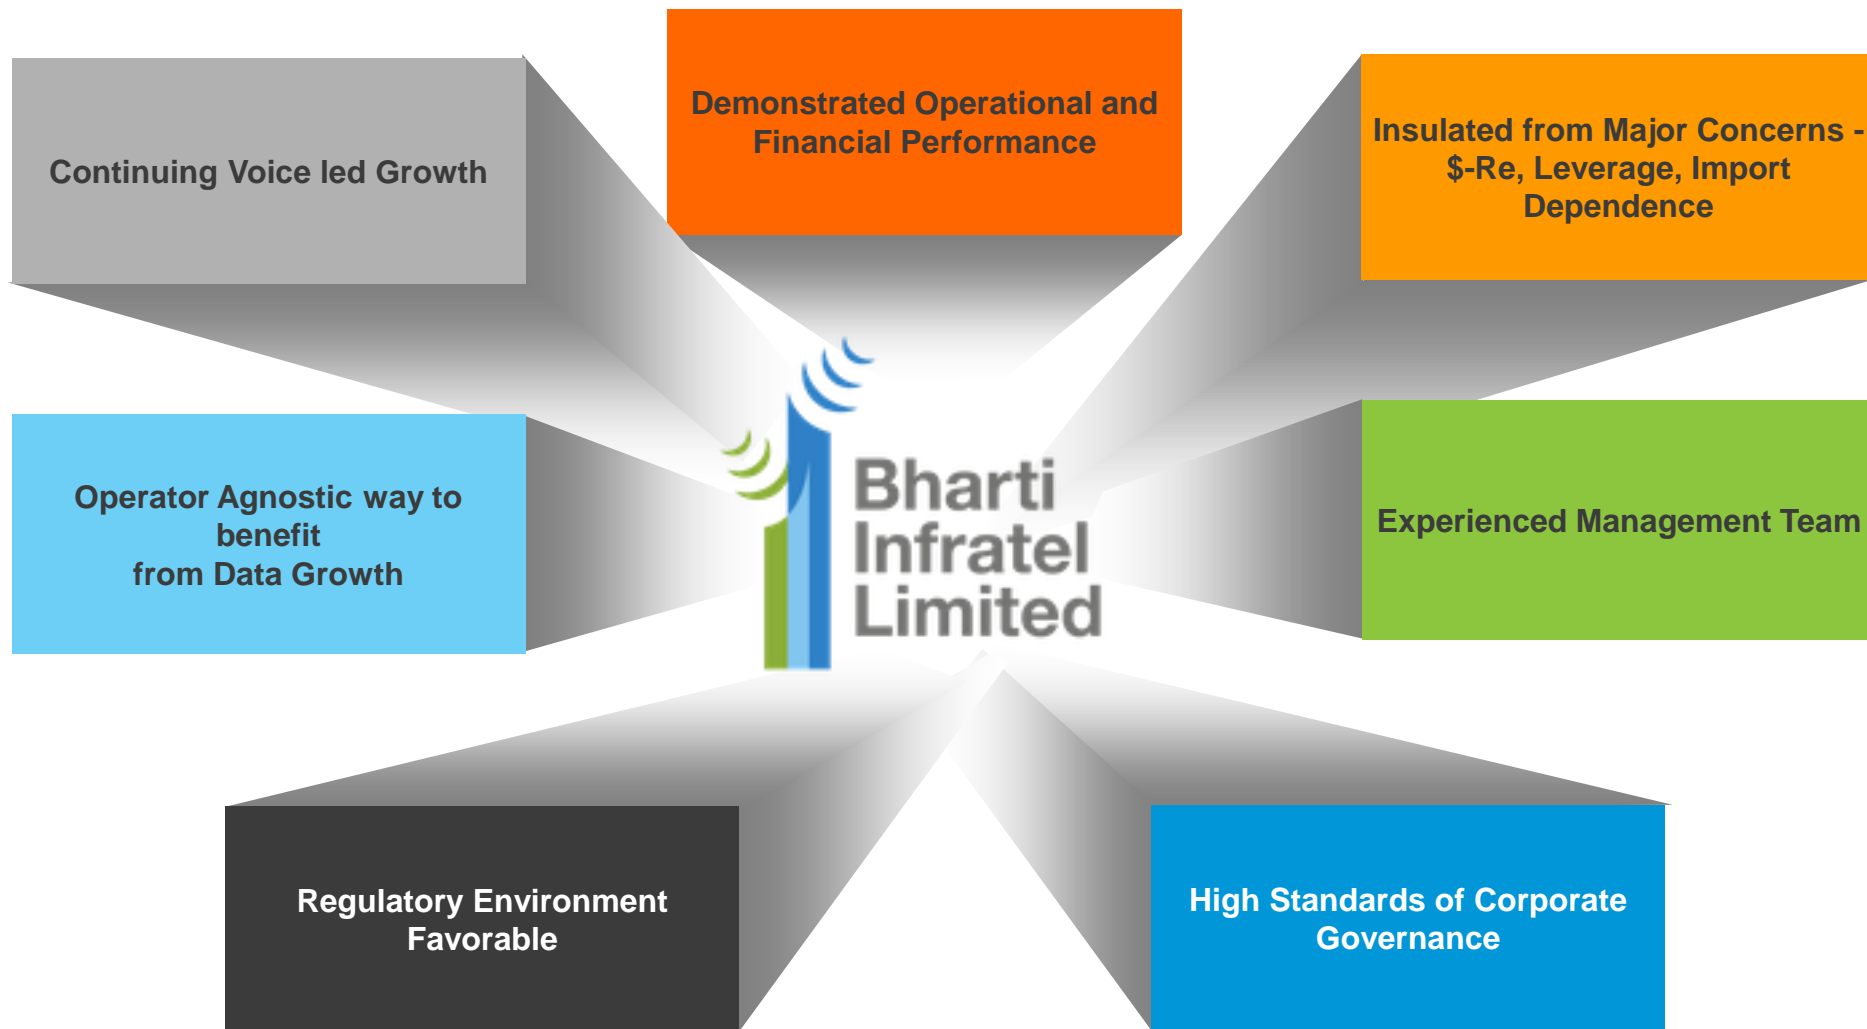 Demonstrated Operational and
Financial Performance
Continuing Voice led Growth
Insulated from Major Concerns -
$-Re, Leverage, Import
Dependence
Operator Agnostic way to
benefit
from Data Growth
Bharti
Infratel
Limited
Experienced Management Team
Regulatory Environment
Favorable
High Standards of Corporate
Governance